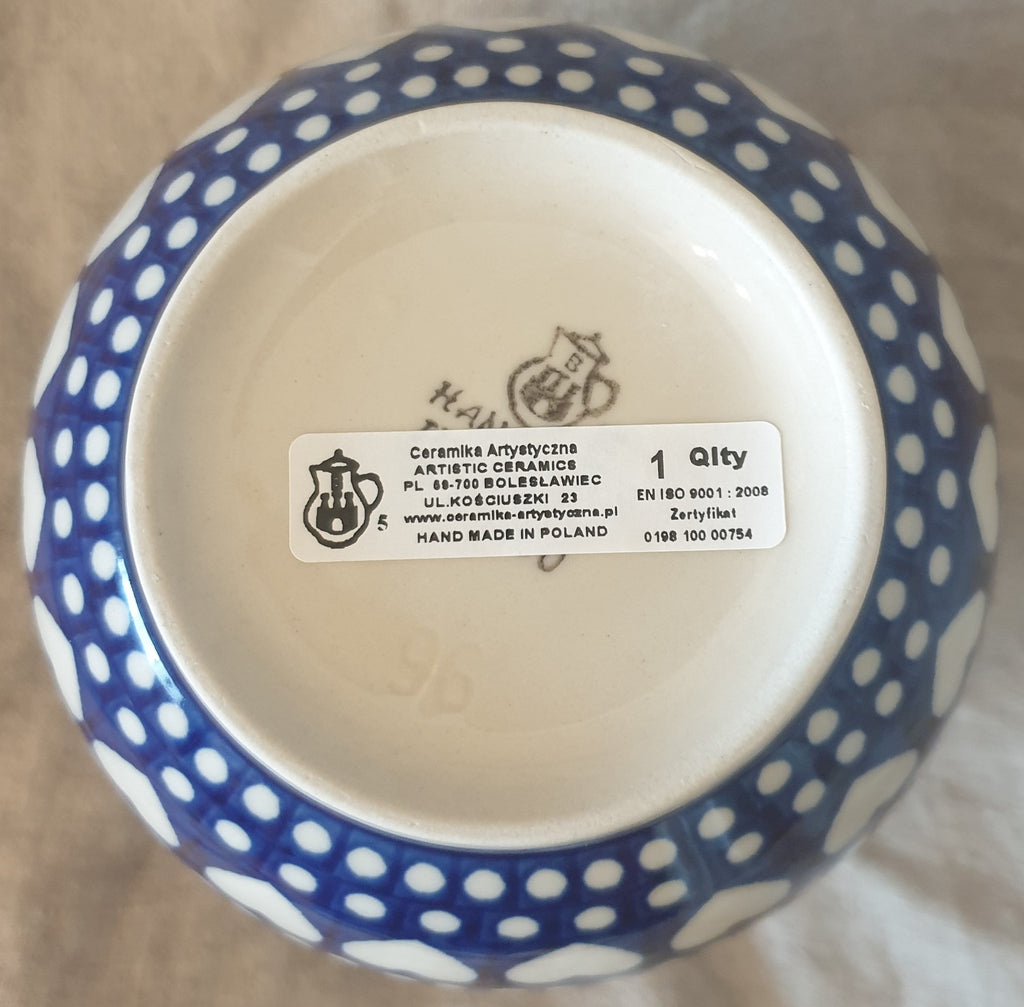 B
HAN
Ceramika Artystyczna
ARTISTIC CERAMICS
PL 59-700 BOLESŁAWIEC
UL.KOŚCIUSZKI 23
www.ceramika-artystyczna.pl
HAND MADE IN POLAND
5
1 Qlty
EN ISO 9001 : 2008
Zertyfikat
0198 100 00754